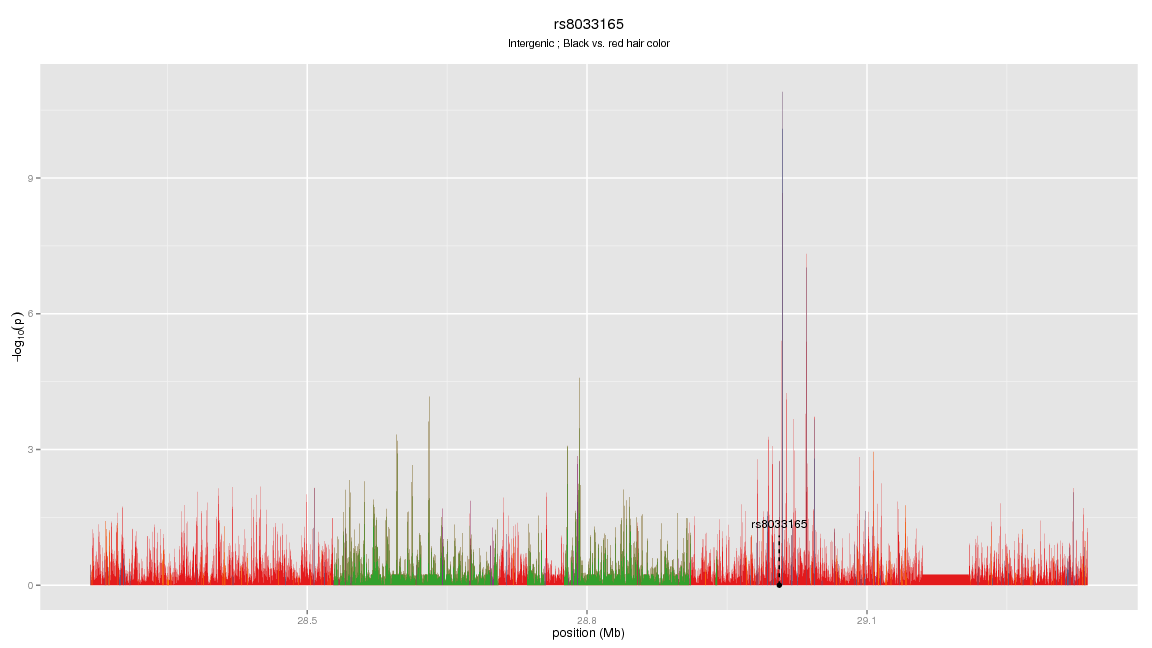 rs8033165
Intergenic ; Black vs. red hair color
9
6
3
0
−log10(p)
rs8033165
28.5
28.8
29.1
position (Mb)